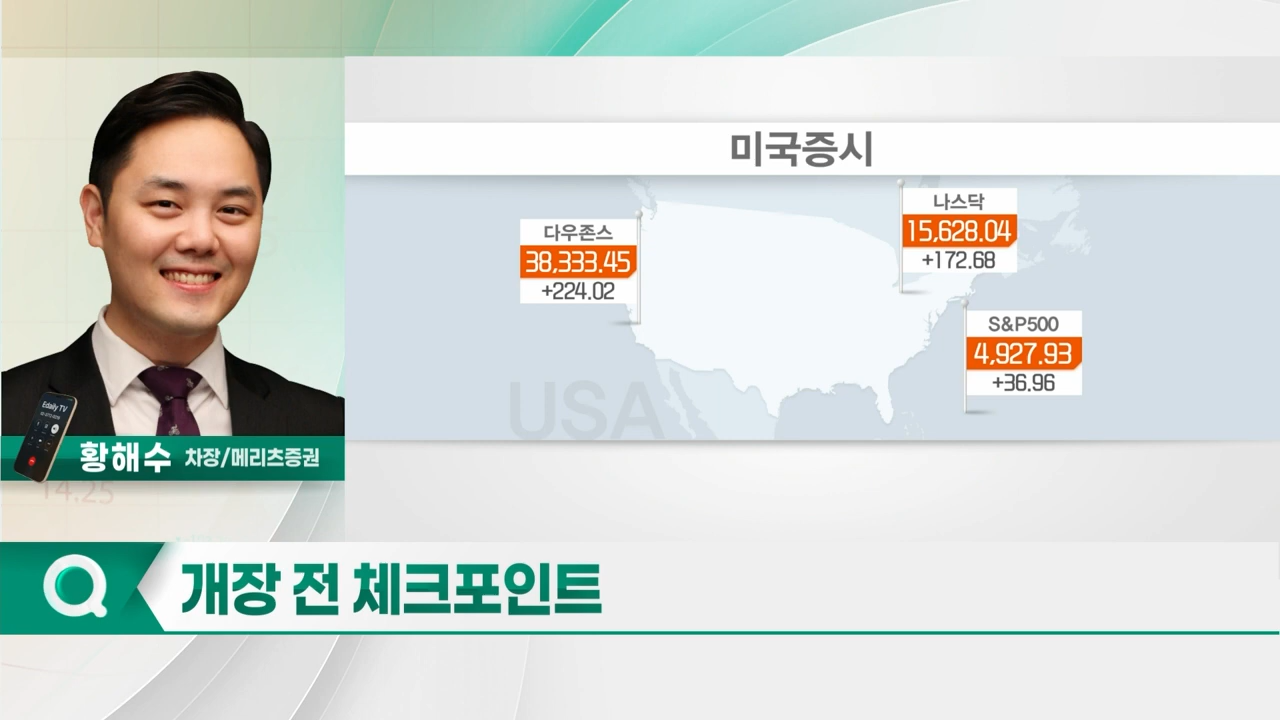 미국증시
다우존스
38,333.45
+224.02
나스닥
15,628.04
+172.68
S&P500
4,927.93
+36.96
USA
Edaily TV
황해수 차장/메리츠증권
14.25
개장 전 체크포인트